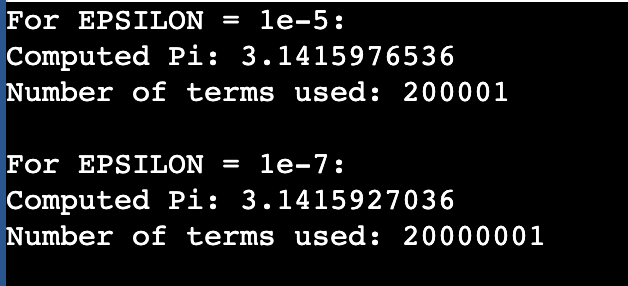 For EPSILON = 1e-5:
Computed Pi: 3.1415976536
Number of terms used: 200001
For EPSILON = 1e-7:
Computed Pi: 3.1415927036
Number of terms used: 20000001